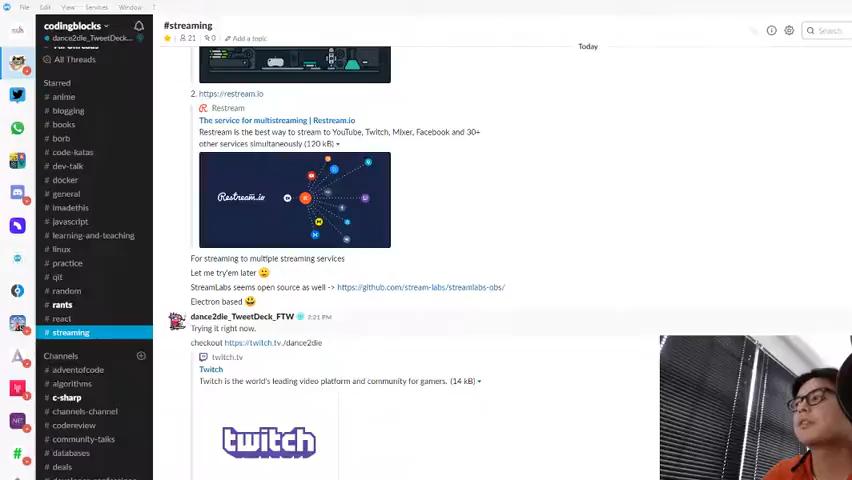 File Edit View Services Window ?
codingblocks
dance2die_TweetDeck...
All Threads
All Threads
Starred
# anime
# blogging
# books
# borb
# code-katas
# dev-talk
# docker
# general
# imadethis
# javascript
# learning-and-teaching
# linux
# practice
# qit
# random
# rants
# react
# streaming
Channels
# adventofcode
# algorithms
# c-sharp
# channels-channel
# codereview
# community-talks
# databases
# deals
#streaming
21 0 Add a topic
Search
Today
2. https://restream.io
Restream
The service for multistreaming | Restream.io
Restream is the best way to stream to YouTube, Twitch, Mixer, Facebook and 30+
other services simultaneously (120 kB)
Restream.io
For streaming to multiple streaming services
Let me try'em later
StreamLabs seems open source as well -> https://github.com/stream-labs/streamlabs-obs/
Electron based
dance2die_TweetDeck_FTW 2:21 PM
Trying it right now.
checkout https://twitch.tv./dance2die
twitch.tv
Twitch
Twitch is the world's leading video platform and community for gamers. (14 kB)
twitch